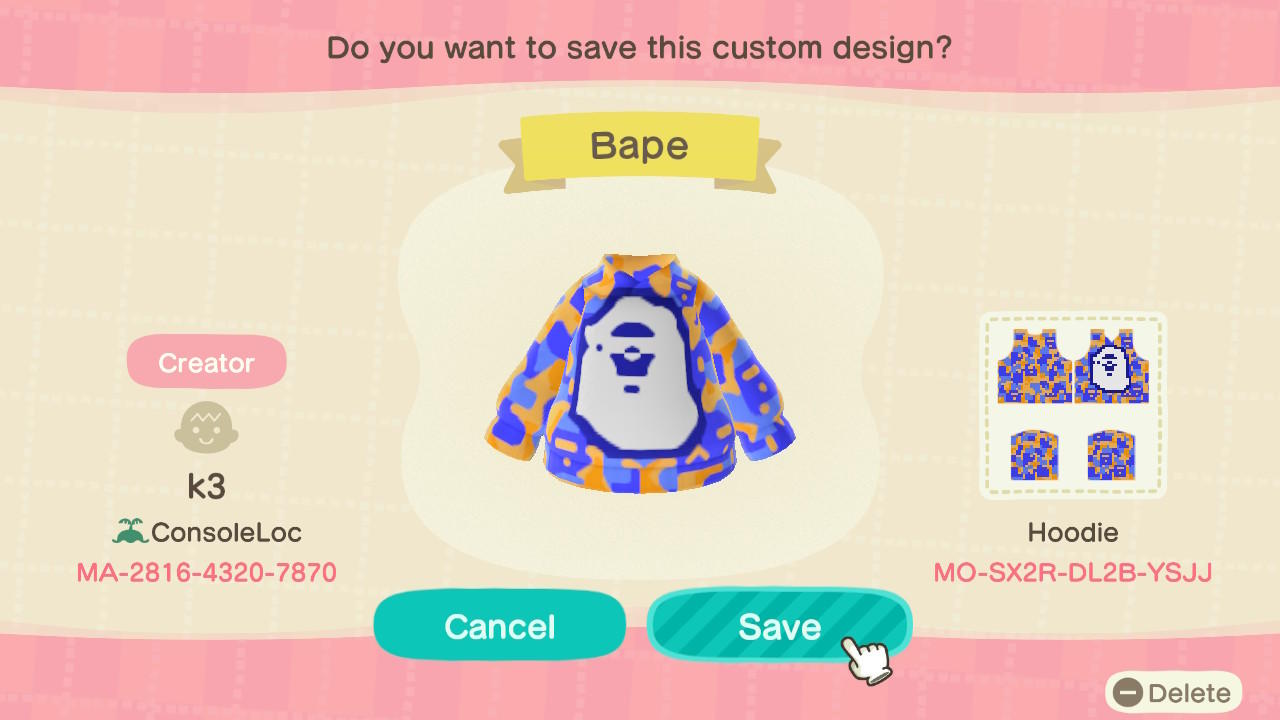 Do you want to save this custom design?
Bape
Creator
k3
ConsoleLoc
MA-2816-4320-7870
Hoodie
MO-SX2R-DL2B-YSJJ
Cancel
Save
Delete